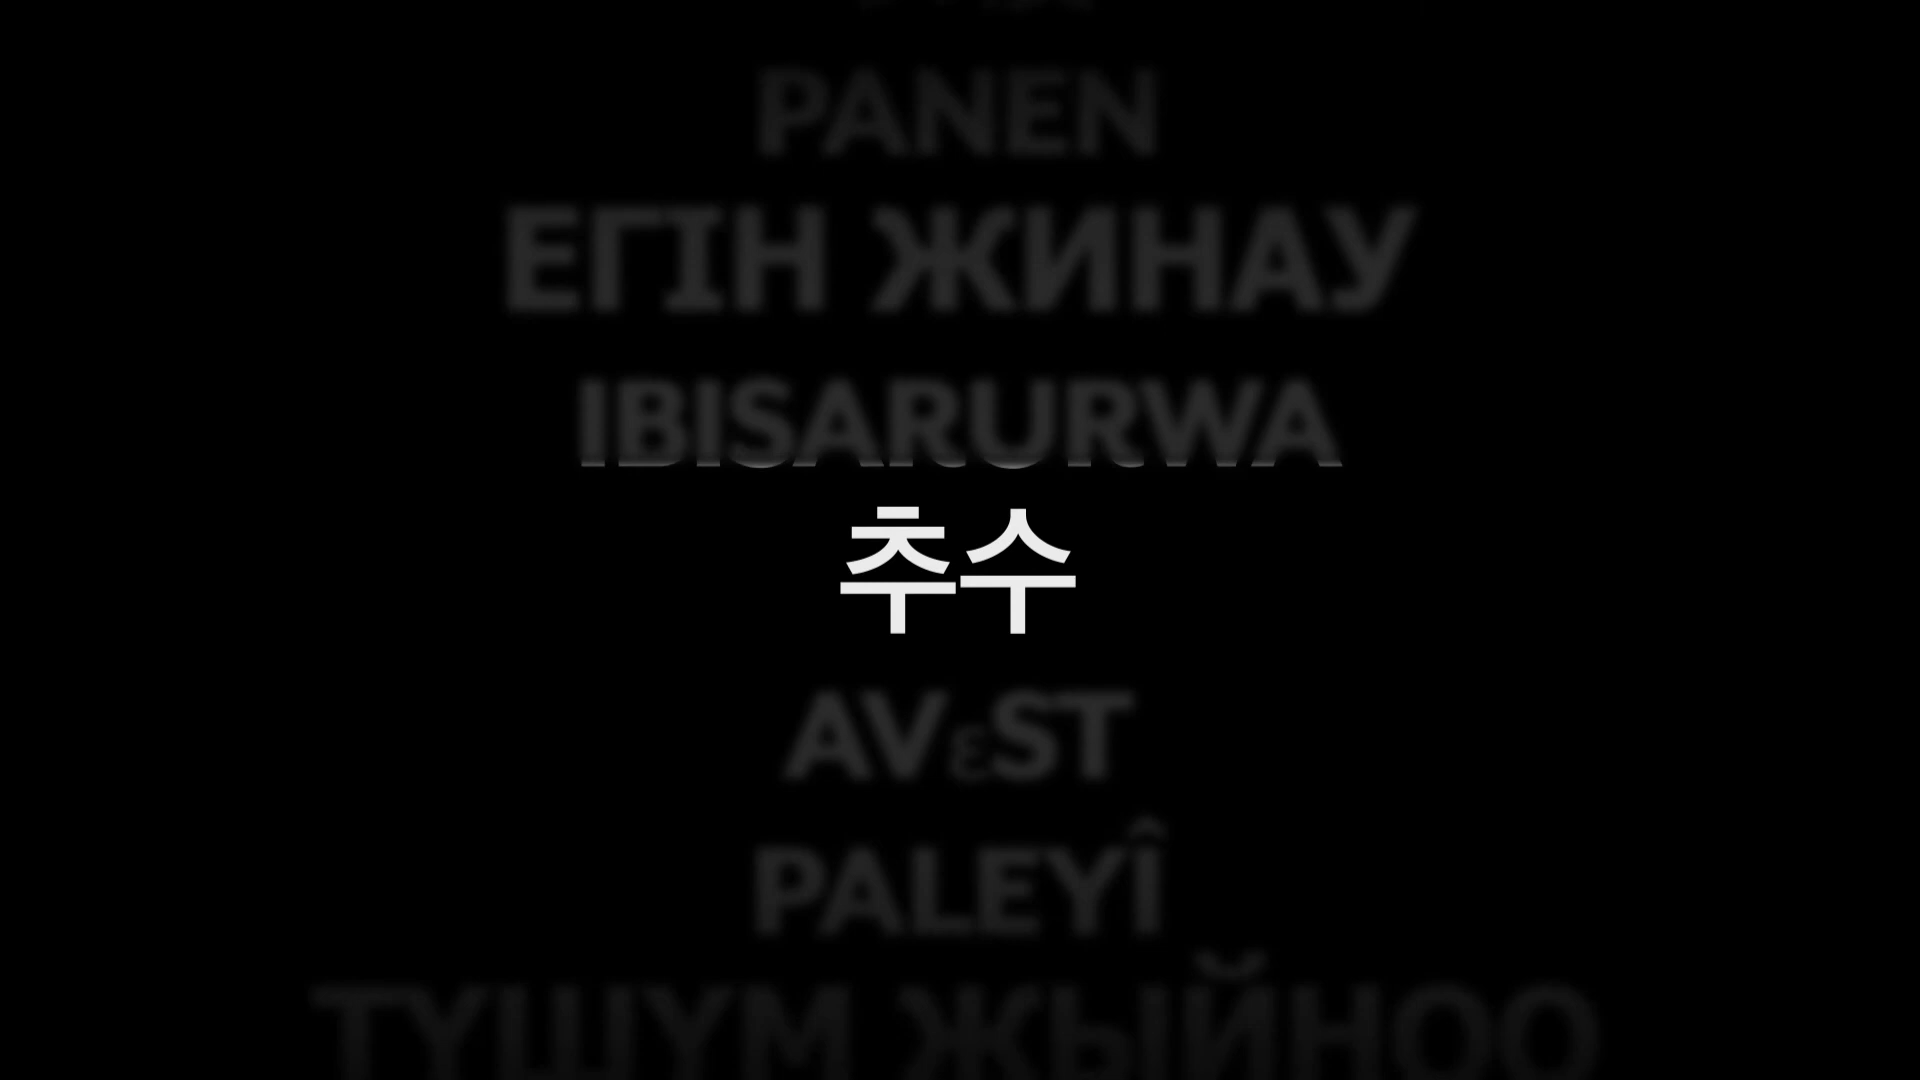 PANEN
ЕГІН ЖИНАУ
IBISARURWA
추수
AVɛST
PALEYÎ
ТҮШҮМ ЖЫЙНОО